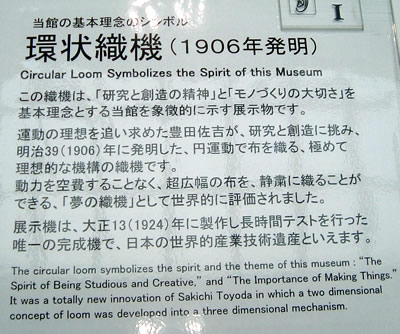 当館の基本理念のシンボル
I
環状織機(1906年発明)
Circular Loom Symbolizes the Spirit of this Museum
この織機は、「研究と創造の精神」と「モノづくりの大切さ」を
基本理念とする当館を象徴的に示す展示物です。
運動の理想を追い求めた豊田佐吉が、研究と創造に挑み、
明治39(1906)年に発明した、円運動で布を織る、極めて
理想的な機構の織機です。
動力を空費することなく、超広幅の布を、静粛に織ることが
できる、「夢の織機」として世界的に評価されました。
展示機は、大正13(1924)年に製作し長時間テストを行った
唯一の完成機で、日本の世界的産業技術遺産といえます。
The circular loom symbolizes the spirit and the theme of this museum : “The
Spirit of Being Studious and Creative,” and “The Importance of Making Things.”
It was a totally new innovation of Sakichi Toyoda in which a two dimensional
concept of loom was developed into a three dimensional mechanism.